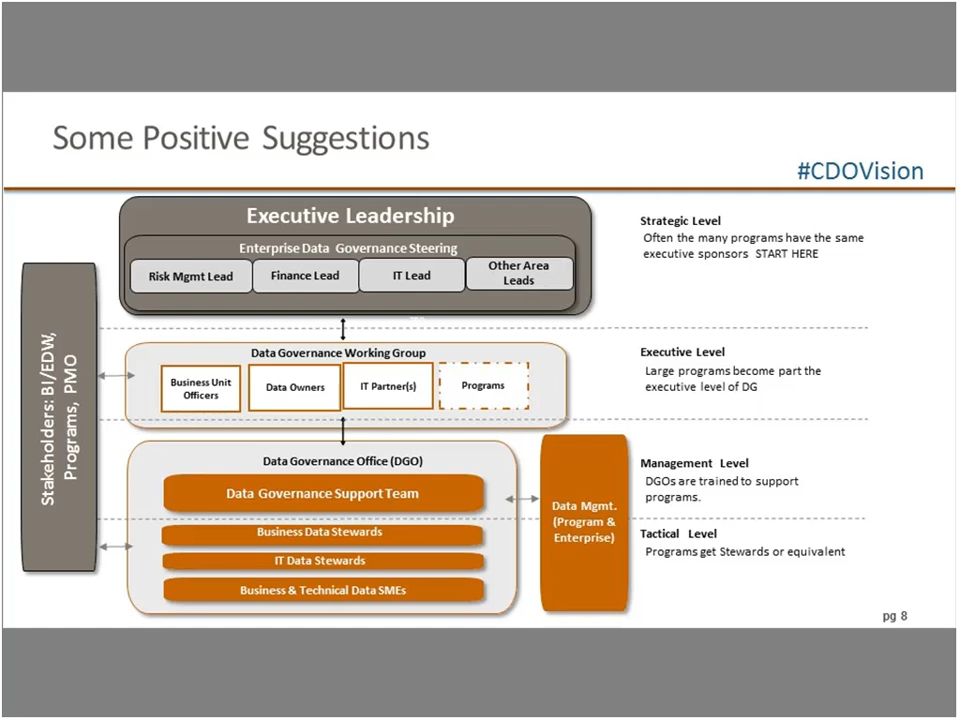 Some Positive Suggestions
#CDOVision
Executive Leadership
Enterprise Data Governance Steering
Risk Mgmt Lead
Finance Lead
IT Lead
Other Area
Leads
Strategic Level
Often the many programs have the same
executive sponsors START HERE
Stakeholders: BI/EDW,
Programs, PMO
Data Governance Working Group
Business Unit
Officers
Data Owners
IT Partner(s)
Programs
Executive Level
Large programs become part the
executive level of DG
Data Governance Office (DGO)
Data Governance Support Team
Business Data Stewards
IT Data Stewards
Business & Technical Data SMEs
Data Mgmt.
(Program &
Enterprise)
Management Level
DGOs are trained to support
programs.
Tactical Level
Programs get Stewards or equivalent
pg 8